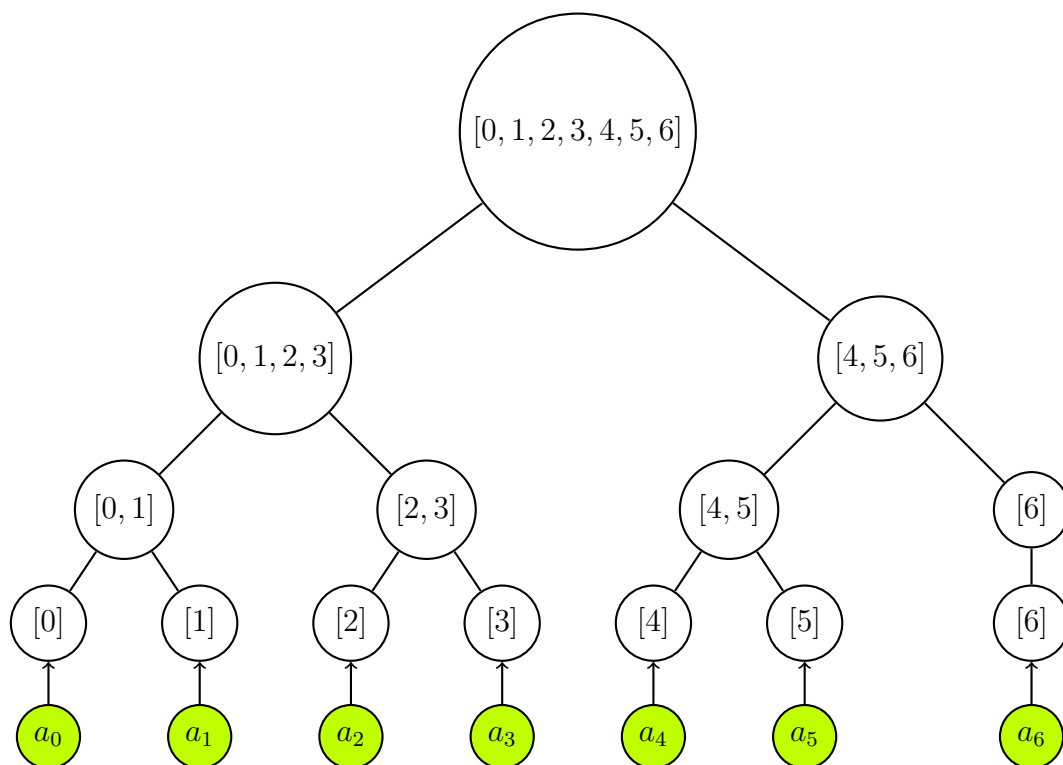 [0, 1, 2, 3, 4, 5, 6]
[0, 1, 2, 3]
[4, 5, 6]
[0, 1]
[2, 3]
[4, 5]
[6]
[0]
[1]
[2]
[3]
[4]
[5]
[6]
a₀
a₁
a₂
a₃
a₄
a₅
a₆